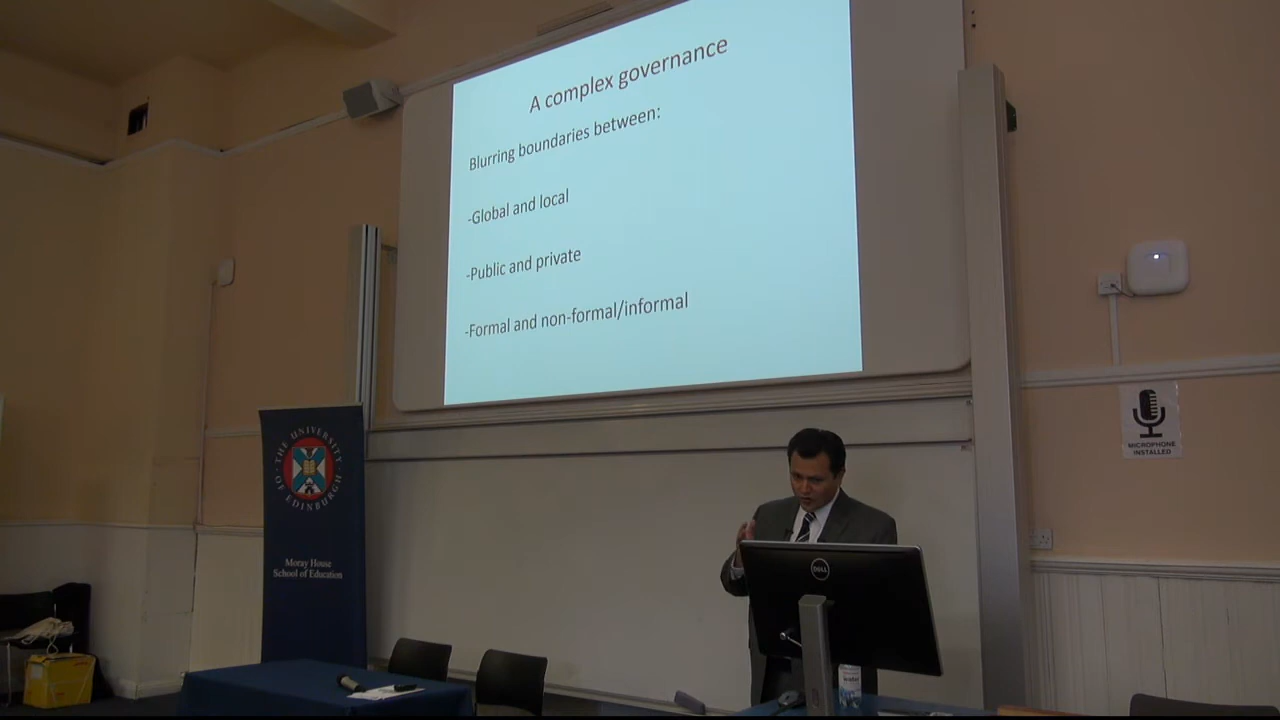 A complex governance
Blurring boundaries between:
-Global and local
-Public and private
-Formal and non-formal/informal
THE UNIVERSITY OF EDINBURGH
Moray House
School of Education
MICROPHONE
INSTALLED
DELL